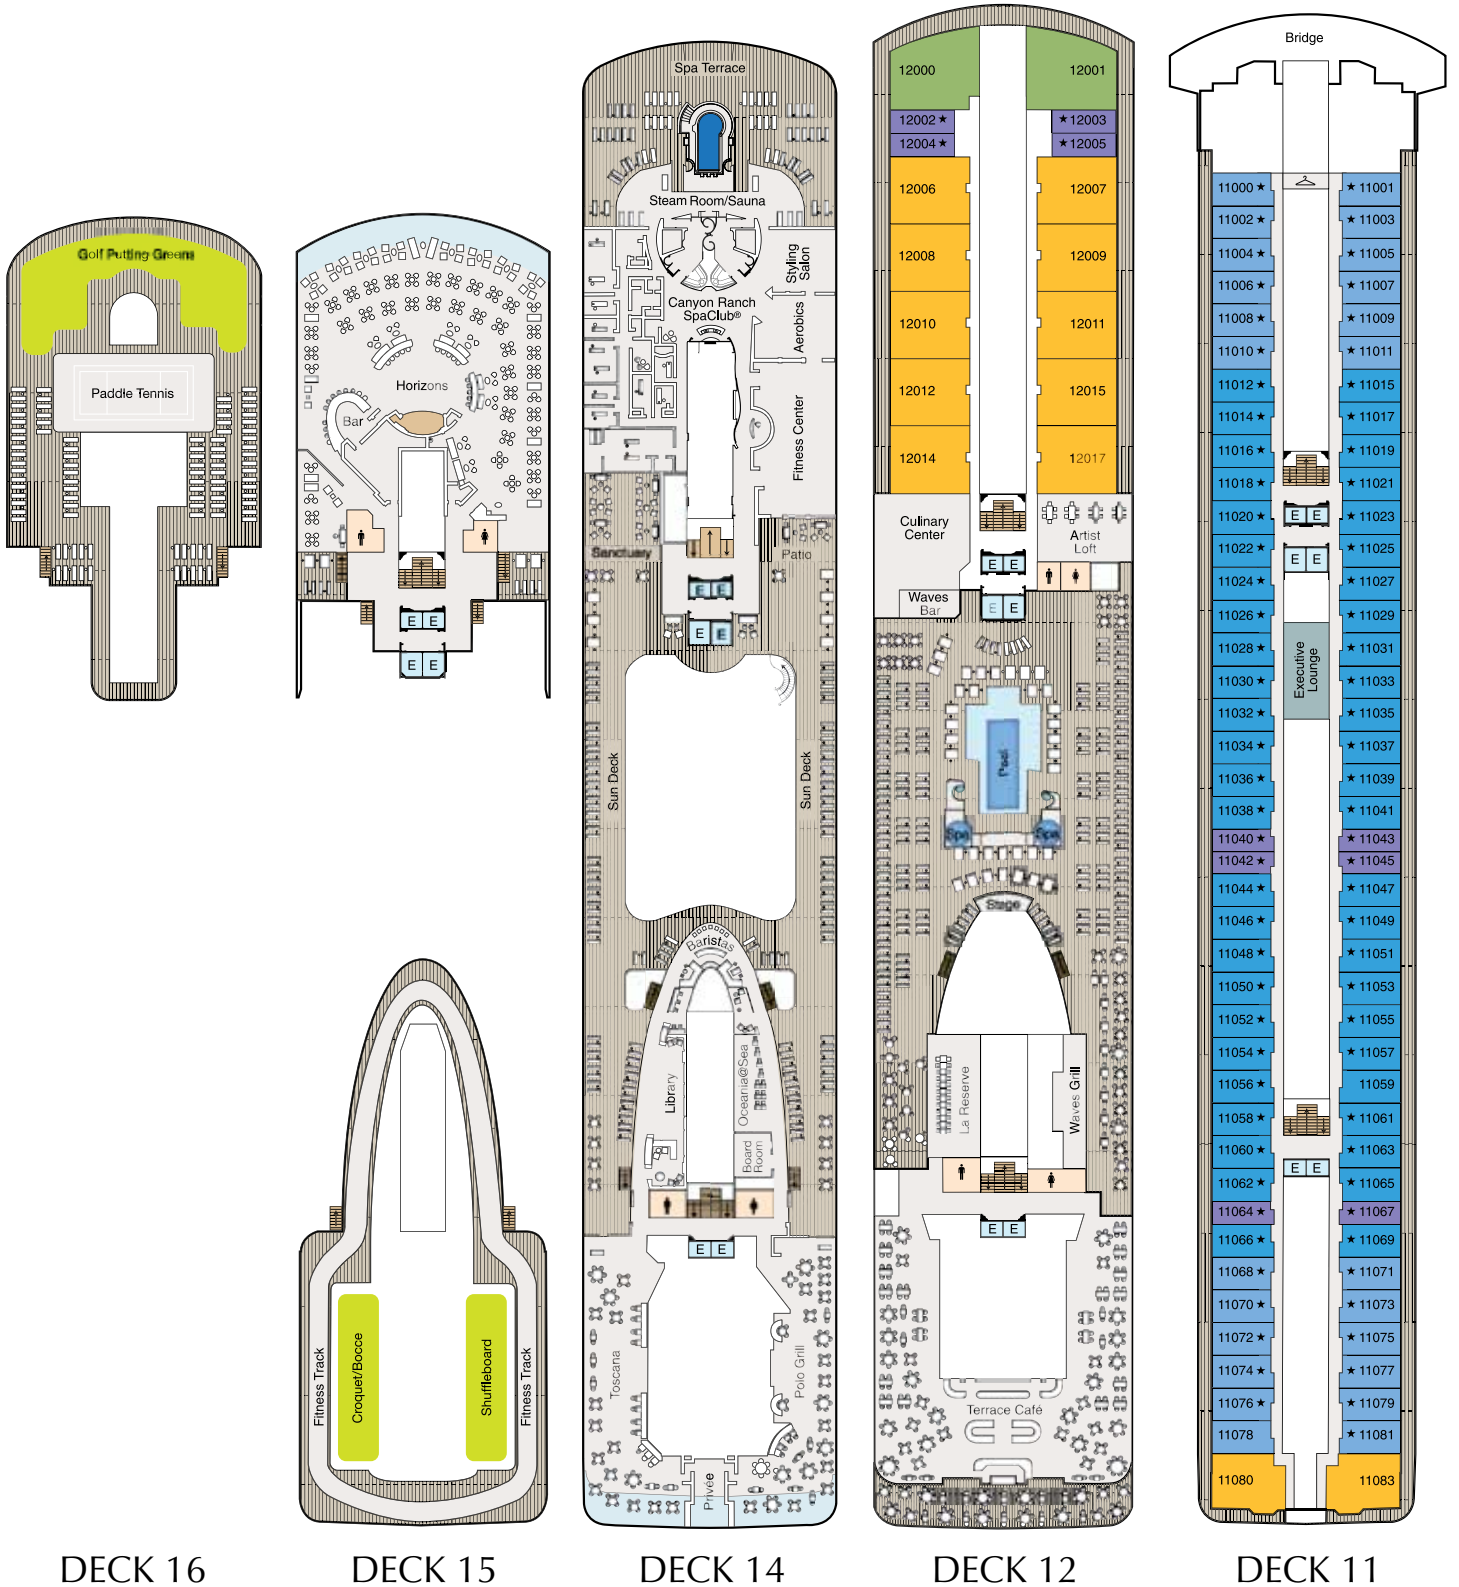 Golf Putting Greens
Paddle Tennis
DECK 16
Horizons
Bar
E E
E E
Fitness Track
Croquet/Bocce
Shuffleboard
Fitness Track
DECK 15
Spa Terrace
Steam Room/Sauna
Styling
Salon
Canyon Ranch
SpaClub®
Aerobics
Fitness Center
Sanctuary
Patio
E E
E E
Sun Deck
Sun Deck
Baristas
Library
Oceania@Sea
Board
Room
E E
Toscana
Polo Grill
Privée
DECK 14
12000
12001
12002 ★
★ 12003
12004 ★
★ 12005
12006
12007
12008
12009
12010
12011
12012
12015
12014
12017
Culinary
Center
Artist
Loft
E E
Waves
Bar
E E
Pool
Spa
Spa
Stage
La Reserve
Waves Grill
E E
Terrace Café
DECK 12
Bridge
11000 ★
★ 11001
11002 ★
★ 11003
11004 ★
★ 11005
11006 ★
★ 11007
11008 ★
★ 11009
11010 ★
★ 11011
11012 ★
★ 11015
11014 ★
★ 11017
11016 ★
★ 11019
11018 ★
★ 11021
11020 ★
E E
★ 11023
11022 ★
E E
★ 11025
11024 ★
★ 11027
11026 ★
★ 11029
11028 ★
★ 11031
Executive
Lounge
11030 ★
★ 11033
11032 ★
★ 11035
11034 ★
★ 11037
11036 ★
★ 11039
11038 ★
★ 11041
11040 ★
★ 11043
11042 ★
★ 11045
11044 ★
★ 11047
11046 ★
★ 11049
11048 ★
★ 11051
11050 ★
★ 11053
11052 ★
★ 11055
11054 ★
★ 11057
11056 ★
11059
11058 ★
★ 11061
11060 ★
★ 11063
E E
11062 ★
★ 11065
11064 ★
★ 11067
11066 ★
★ 11069
11068 ★
★ 11071
11070 ★
★ 11073
11072 ★
★ 11075
11074 ★
★ 11077
11076 ★
★ 11079
11078
★ 11081
11080
11083
DECK 11